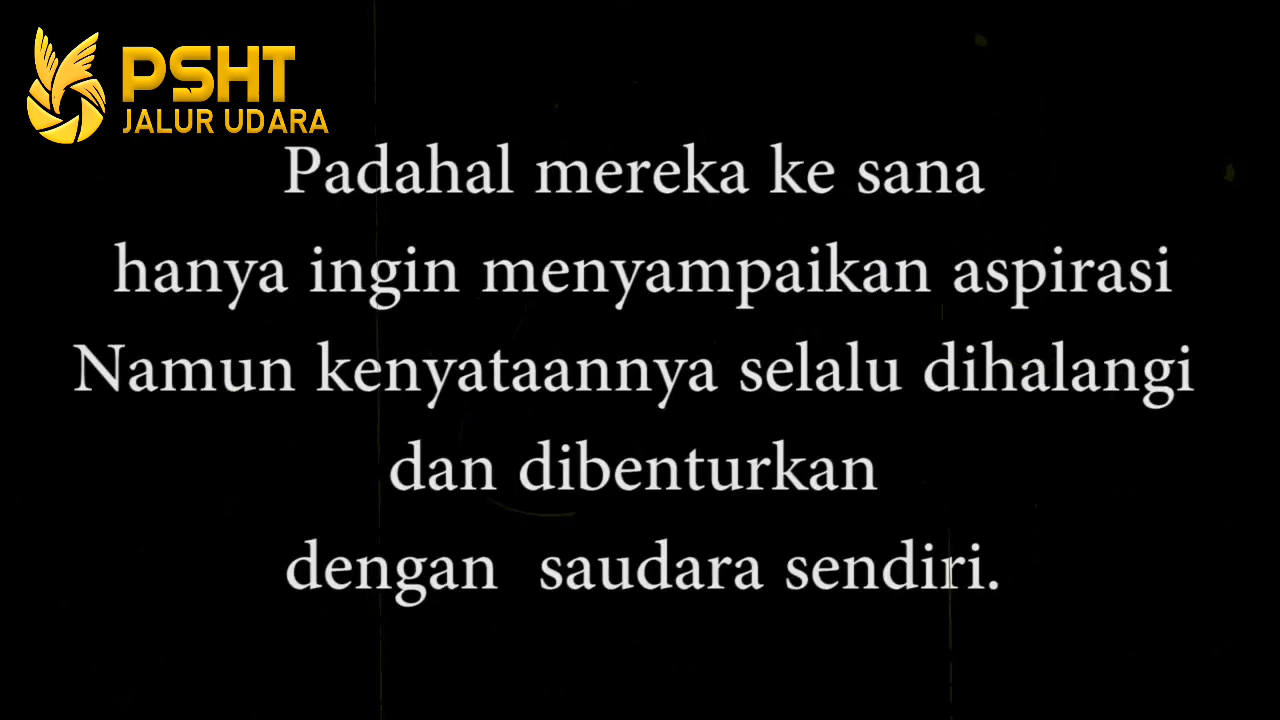 PSHT
JALUR UDARA
Padahal mereka ke sana
hanya ingin menyampaikan aspirasi
Namun kenyataannya selalu dihalangi
dan dibenturkan
dengan  saudara sendiri.